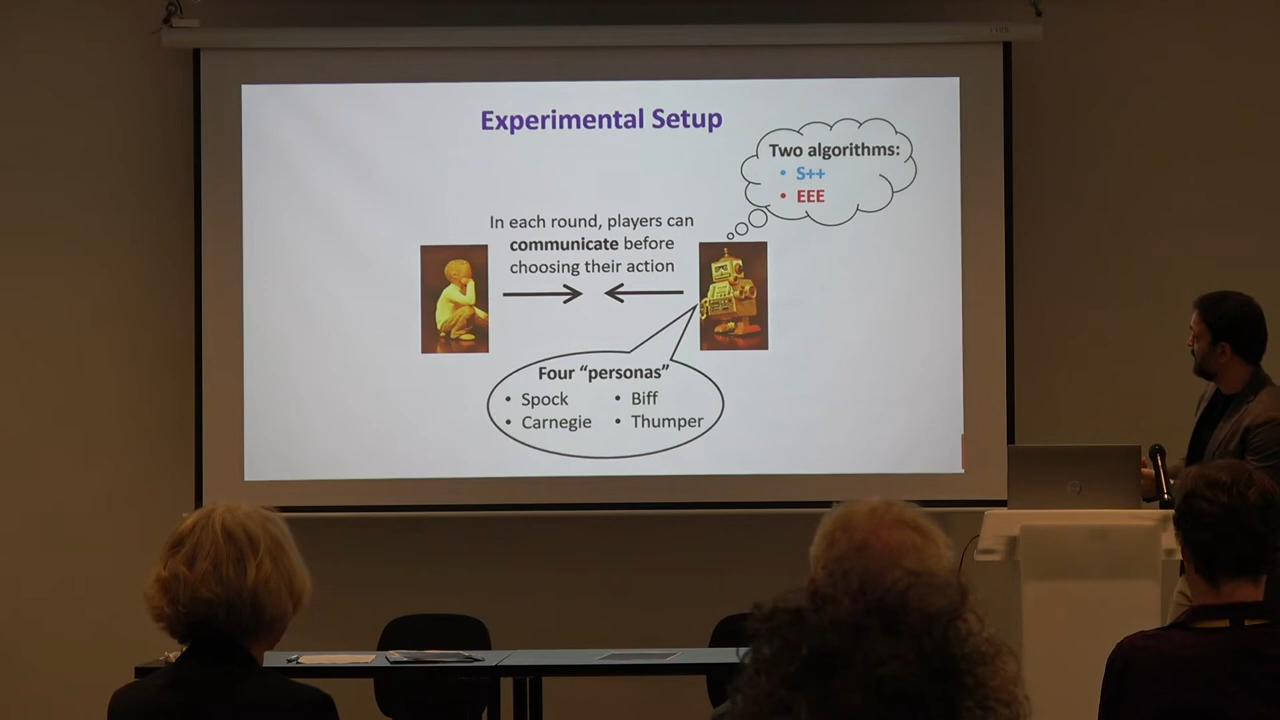 Experimental Setup
Two algorithms:
• S++
• EEE
In each round, players can
communicate before
choosing their action
Four “personas”
• Spock
• Biff
• Carnegie
• Thumper